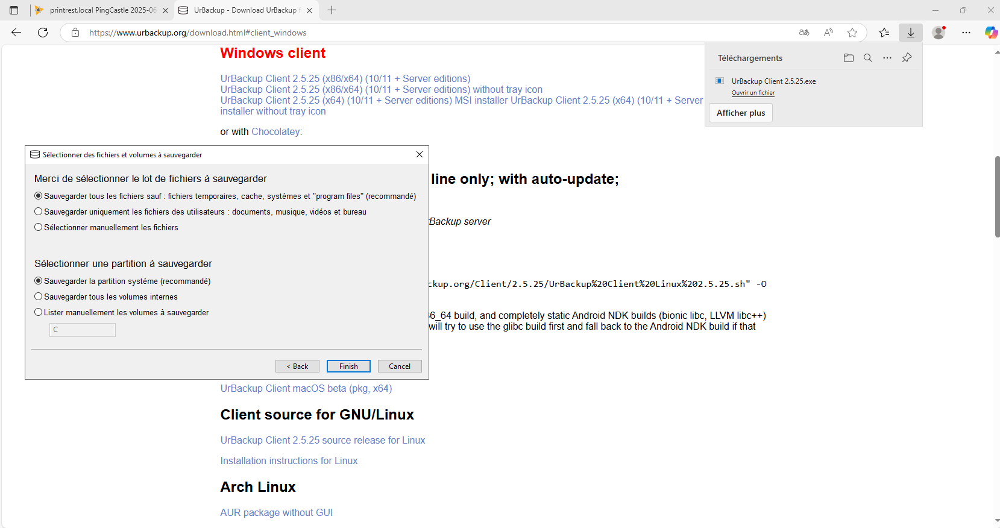 printrest.local PingCastle 2025-06
UrBackup - Download UrBackup f
https://www.urbackup.org/download.html#client_windows
aあ
Windows client
UrBackup Client 2.5.25 (x86/x64) (10/11 + Server editions)
UrBackup Client 2.5.25 (x86/x64) (10/11 + Server editions) without tray icon
UrBackup Client 2.5.25 (x64) (10/11 + Server editions) MSI installer UrBackup Client 2.5.25 (x64) (10/11 + Server
installer without tray icon
or with Chocolatey:
Téléchargements
UrBackup Client 2.5.25.exe
Ouvrir un fichier
Afficher plus
Sélectionner des fichiers et volumes à sauvegarder
Merci de sélectionner le lot de fichiers à sauvegarder
Sauvegarder tous les fichiers sauf : fichiers temporaires, cache, systèmes et "program files" (recommandé)
Sauvegarder uniquement les fichiers des utilisateurs : documents, musique, vidéos et bureau
Sélectionner manuellement les fichiers
Sélectionner une partition à sauvegarder
Sauvegarder la partition système (recommandé)
Sauvegarder tous les volumes internes
Lister manuellement les volumes à sauvegarder
C
< Back
Finish
Cancel
line only; with auto-update;
Backup server
ckup.org/Client/2.5.25/UrBackup%20Client%20Linux%202.5.25.sh" -O
6_64 build, and completely static Android NDK builds (bionic libc, LLVM libc++)
will try to use the glibc build first and fall back to the Android NDK build if that
UrBackup Client macOS beta (pkg, x64)
Client source for GNU/Linux
UrBackup Client 2.5.25 source release for Linux
Installation instructions for Linux
Arch Linux
AUR package without GUI